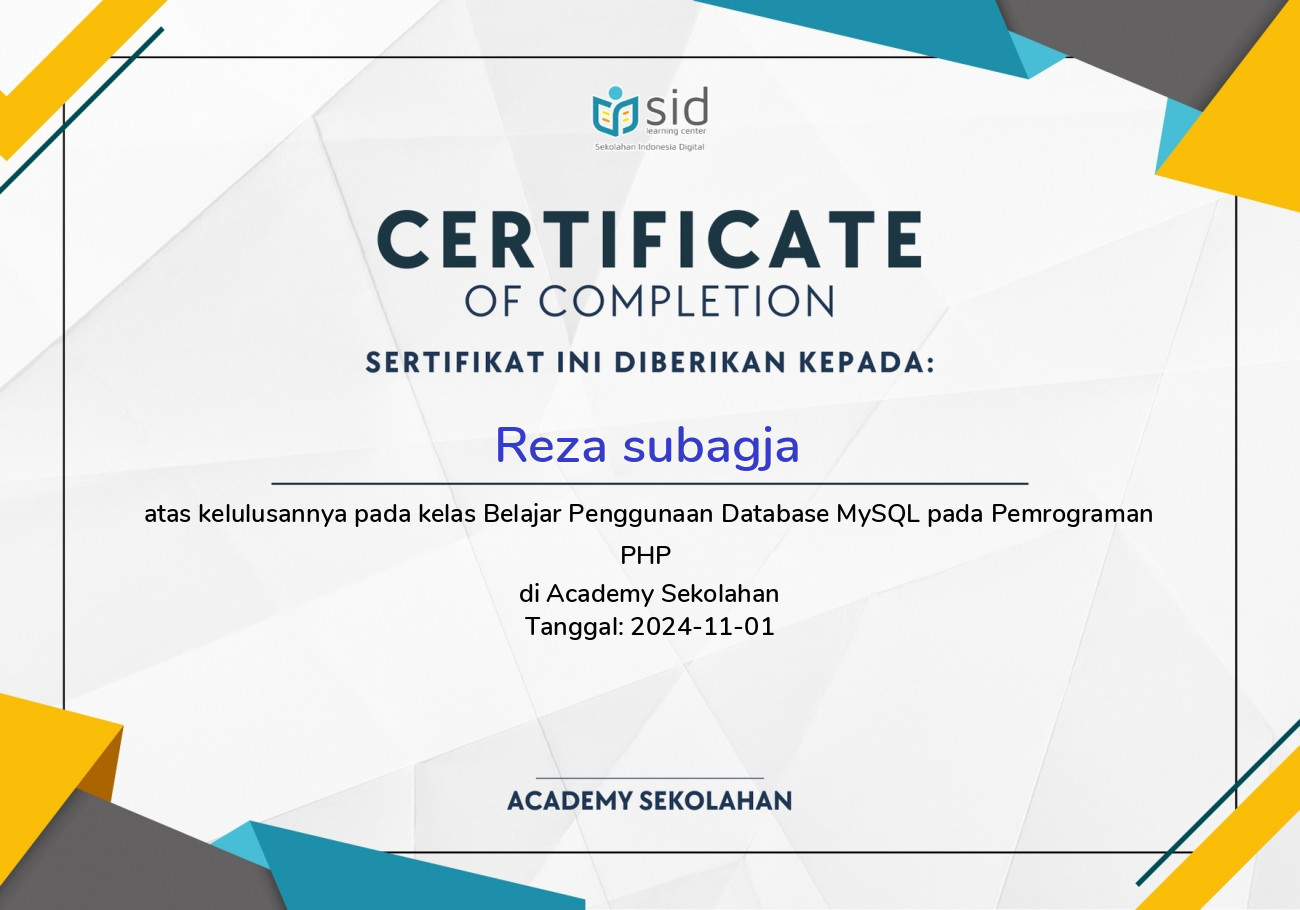 sid
learning center
Sekolahan Indonesia Digital
CERTIFICATE
OF COMPLETION
SERTIFIKAT INI DIBERIKAN KEPADA:
Reza subagja
atas kelulusannya pada kelas Belajar Penggunaan Database MySQL pada Pemrograman
PHP
di Academy Sekolahan
Tanggal: 2024-11-01
ACADEMY SEKOLAHAN